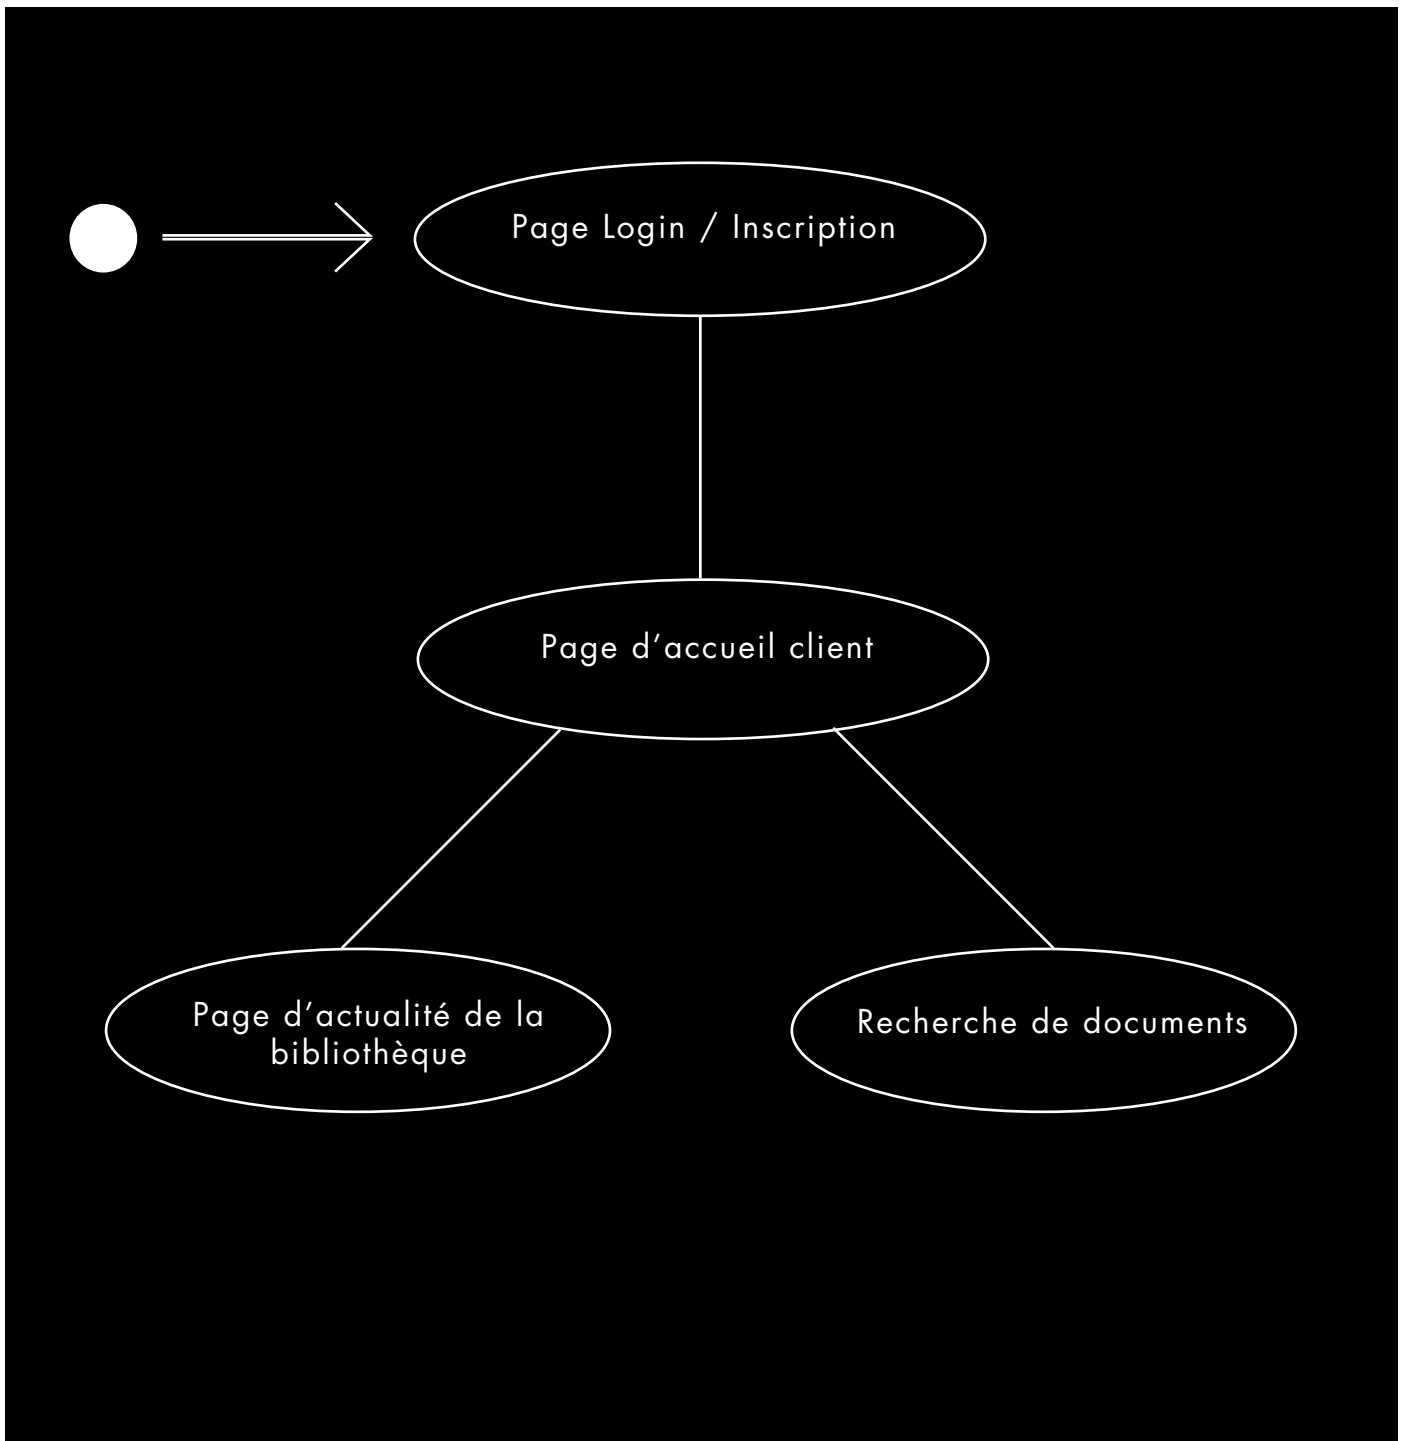 Page Login / Inscription
Page d’accueil client
Page d’actualité de la
bibliothèque
Recherche de documents